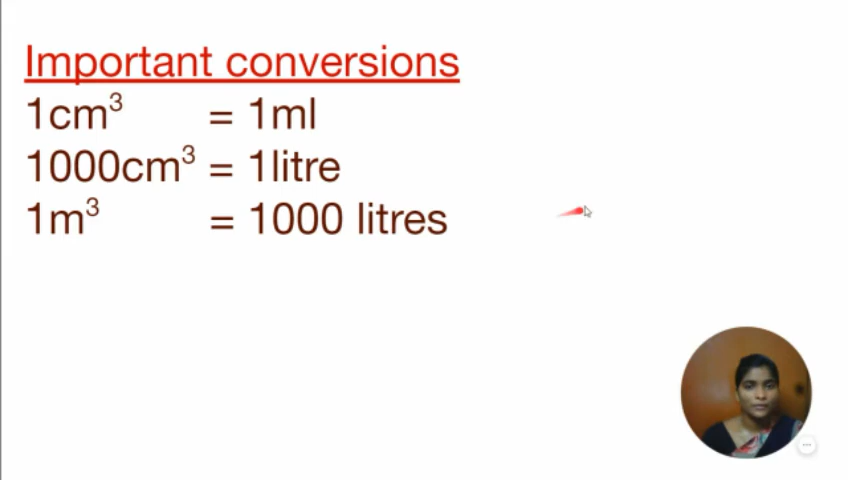 Important conversions
1cm³ = 1ml
1000cm³ = 1litre
1m³ = 1000 litres